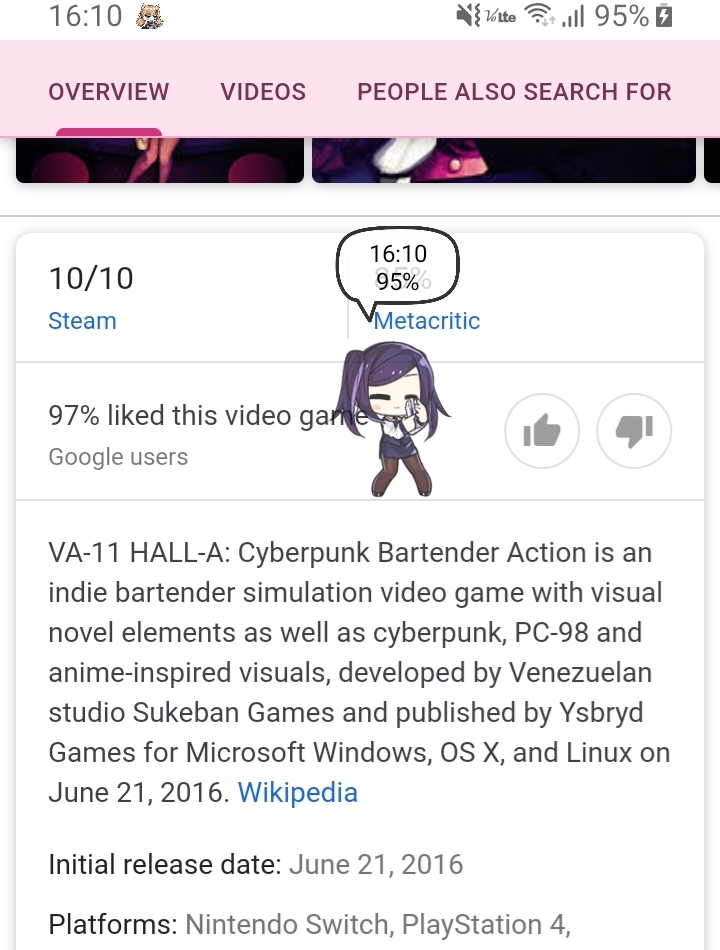 16:10 VoLTE 95%
OVERVIEW VIDEOS PEOPLE ALSO SEARCH FOR
16:10
95%
10/10
Steam Metacritic
97% liked this video game
Google users
VA-11 HALL-A: Cyberpunk Bartender Action is an
indie bartender simulation video game with visual
novel elements as well as cyberpunk, PC-98 and
anime-inspired visuals, developed by Venezuelan
studio Sukeban Games and published by Ysbryd
Games for Microsoft Windows, OS X, and Linux on
June 21, 2016. Wikipedia
Initial release date: June 21, 2016
Platforms: Nintendo Switch, PlayStation 4,